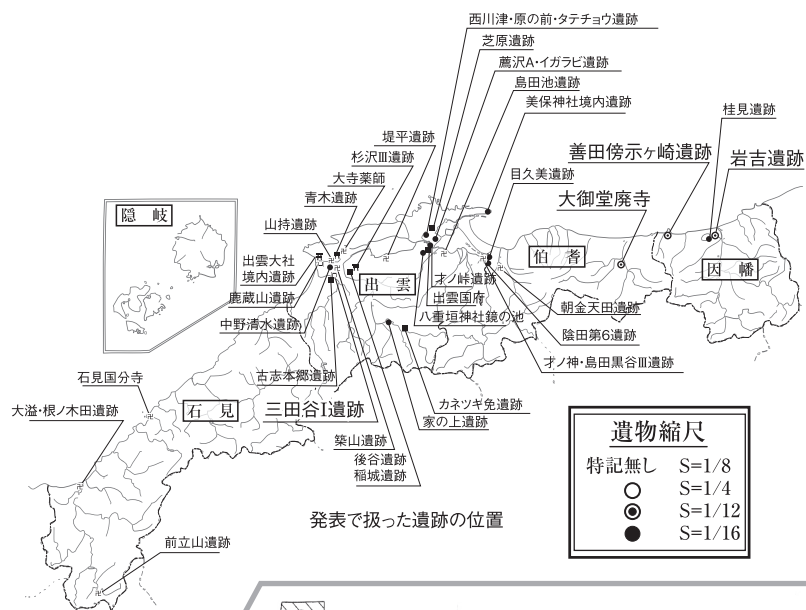 西川津・原の前・タテチョウ遺跡
芝原遺跡
薦沢A・イガラビ遺跡
島田池遺跡
美保神社境内遺跡
桂見遺跡
堤平遺跡
善田傍示ヶ崎遺跡
杉沢Ⅲ遺跡
目久美遺跡
岩吉遺跡
大寺薬師
大御堂廃寺
青木遺跡
隠岐
山持遺跡
伯耆
出雲大社
境内遺跡
因幡
出雲
才ノ峠遺跡
鹿蔵山遺跡
出雲国府
朝金天田遺跡
中野清水遺跡
八重垣神社鏡の池
陰田第6遺跡
才ノ神・島田黒谷Ⅲ遺跡
古志本郷遺跡
石見国分寺
カネツキ免遺跡
大溢・根ノ木田遺跡
石見
三田谷Ⅰ遺跡
家の上遺跡
築山遺跡
後谷遺跡
稲城遺跡
遺物縮尺
特記無し S=1/8
S=1/4
S=1/12
S=1/16
発表で扱った遺跡の位置
前立山遺跡